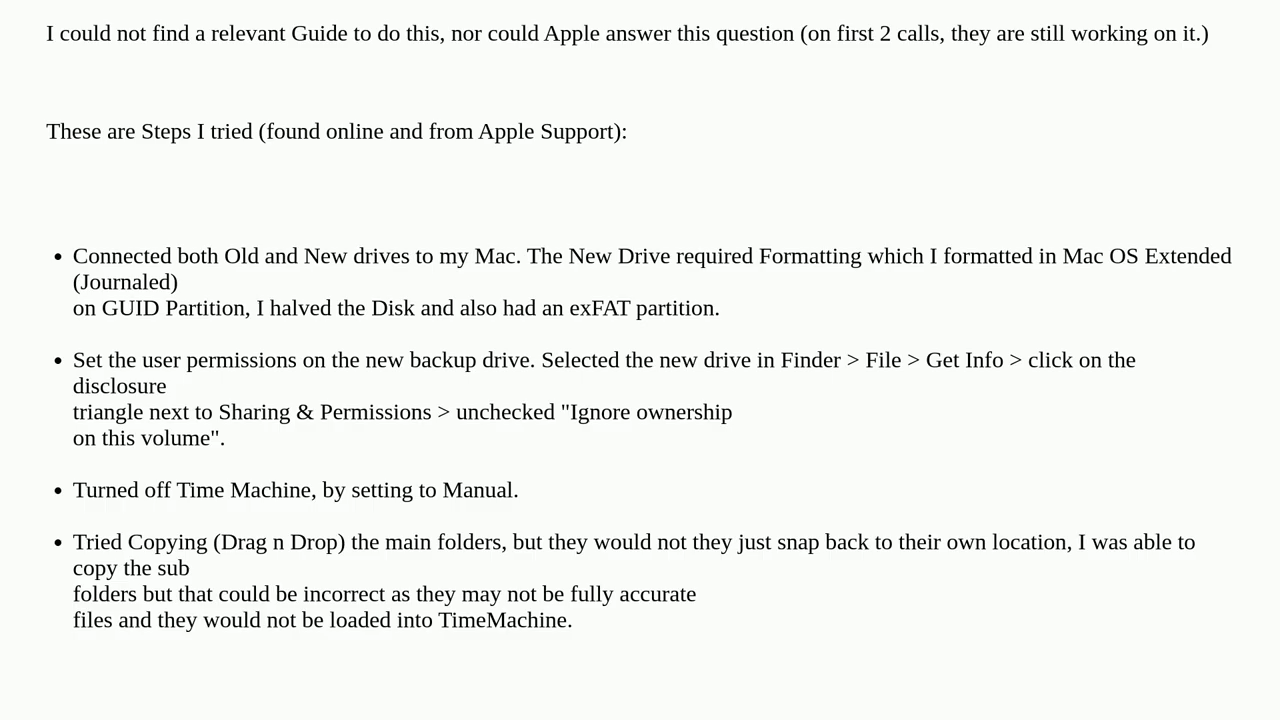 I could not find a relevant Guide to do this, nor could Apple answer this question (on first 2 calls, they are still working on it.)
These are Steps I tried (found online and from Apple Support):
• Connected both Old and New drives to my Mac. The New Drive required Formatting which I formatted in Mac OS Extended
(Journaled)
on GUID Partition, I halved the Disk and also had an exFAT partition.
• Set the user permissions on the new backup drive. Selected the new drive in Finder > File > Get Info > click on the
disclosure
triangle next to Sharing & Permissions > unchecked "Ignore ownership
on this volume".
• Turned off Time Machine, by setting to Manual.
• Tried Copying (Drag n Drop) the main folders, but they would not they just snap back to their own location, I was able to
copy the sub
folders but that could be incorrect as they may not be fully accurate
files and they would not be loaded into TimeMachine.